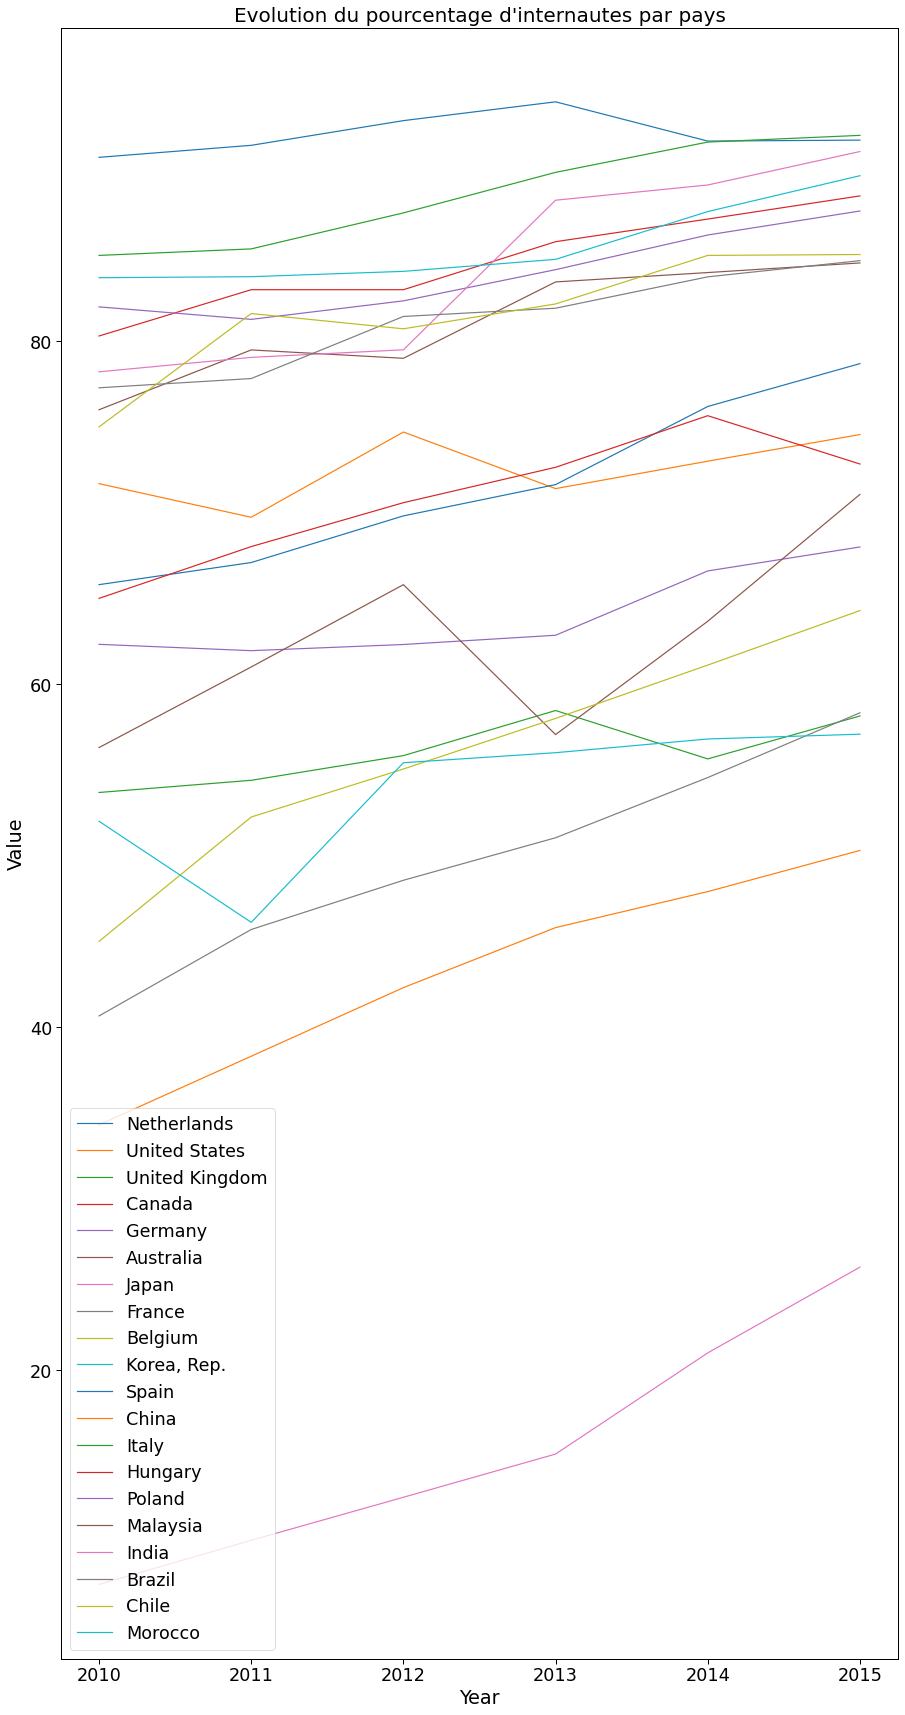 Evolution du pourcentage d'internautes par pays
Value
80
60
40
20
Netherlands
United States
United Kingdom
Canada
Germany
Australia
Japan
France
Belgium
Korea, Rep.
Spain
China
Italy
Hungary
Poland
Malaysia
India
Brazil
Chile
Morocco
2010 2011 2012 2013 2014 2015
Year